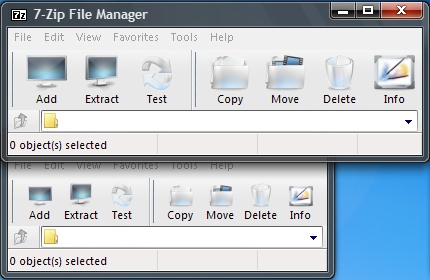 7z 7-Zip File Manager
File Edit View Favorites Tools Help
Add Extract Test Copy Move Delete Info
0 object(s) selected
File Edit View Favorites Tools Help
Add Extract Test Copy Move Delete Info
0 object(s) selected